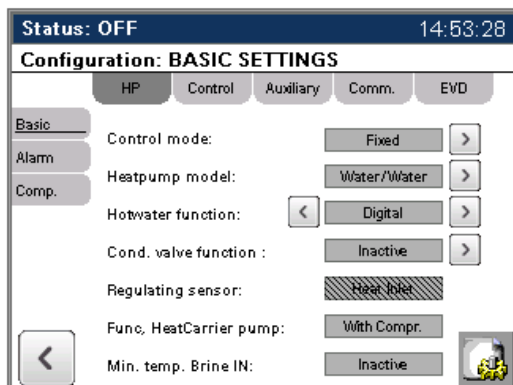 Status: OFF 14:53:28
Configuration: BASIC SETTINGS
HP Control Auxiliary Comm. EVD
Basic
Alarm
Comp.
Control mode: Fixed >
Heatpump model: Water/Water >
Hotwater function: < Digital >
Cond. valve function : Inactive >
Regulating sensor: Heat Inlet
Func, HeatCarrier pump: With Compr.
Min. temp. Brine IN: Inactive